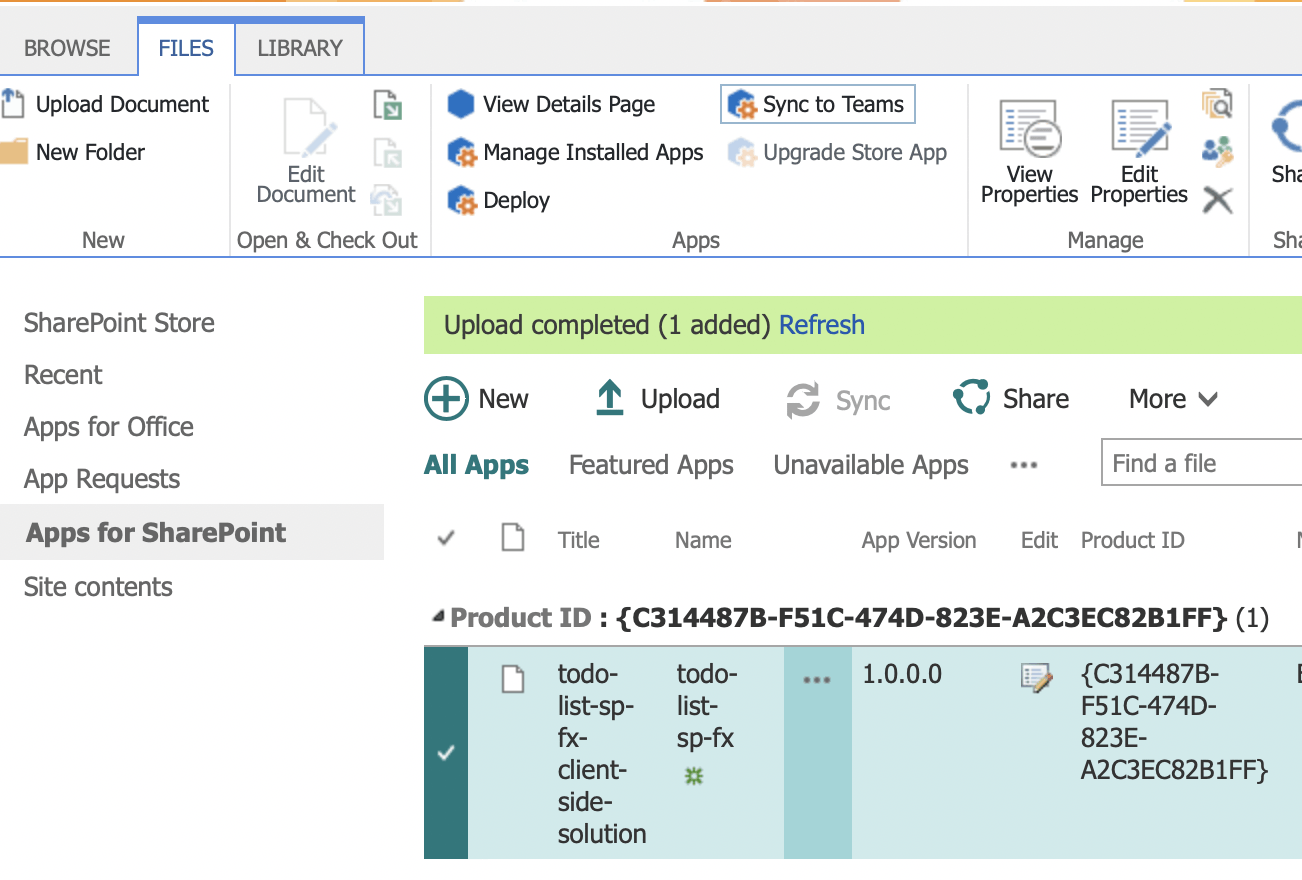 BROWSE FILES LIBRARY
Upload Document
New Folder
New
Edit
Document
Open & Check Out
View Details Page
Manage Installed Apps
Deploy
Sync to Teams
Upgrade Store App
Apps
View
Properties
Edit
Properties
Manage
SharePoint Store
Recent
Apps for Office
App Requests
Apps for SharePoint
Site contents
Upload completed (1 added) Refresh
New Upload Sync Share More
All Apps Featured Apps Unavailable Apps ... Find a file
Title Name App Version Edit Product ID
Product ID : {C314487B-F51C-474D-823E-A2C3EC82B1FF} (1)
todo-
list-sp-
fx-
client-
side-
solution
todo-
list-
sp-fx
...
1.0.0.0
{C314487B-
F51C-474D-
823E-
A2C3EC82B1FF}